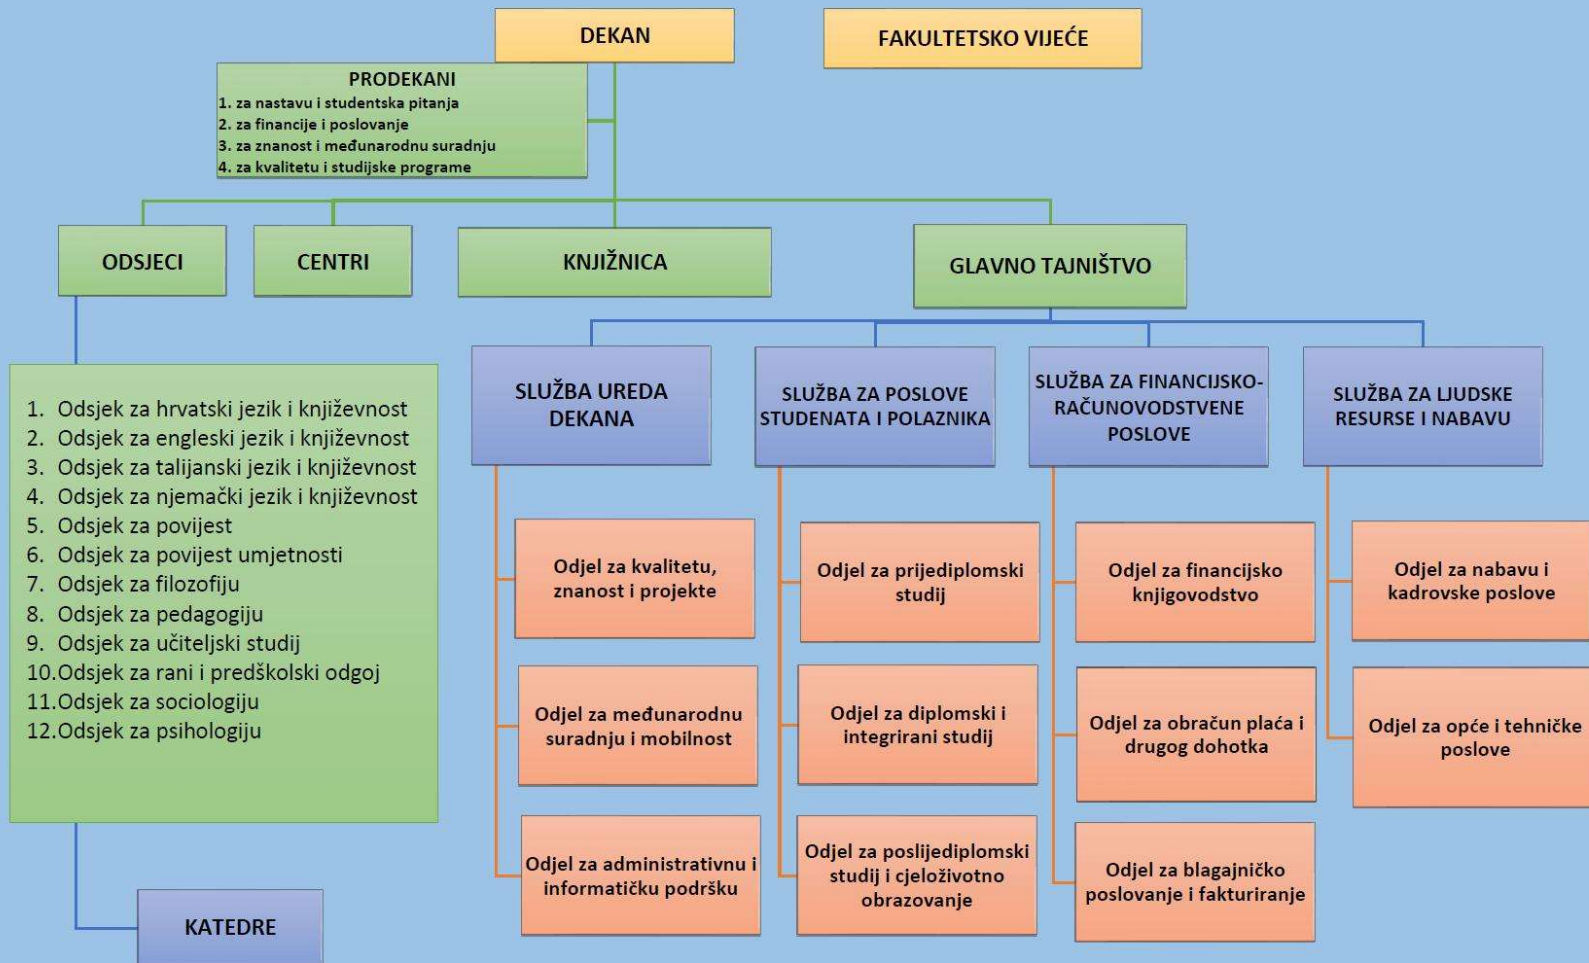 DEKAN
FAKULTETSKO VIJEĆE
PRODEKANI
1. za nastavu i studentska pitanja
2. za financije i poslovanje
3. za znanost i međunarodnu suradnju
4. za kvalitetu i studijske programe
ODSJECI
CENTRI
KNJIŽNICA
GLAVNO TAJNIŠTVO
1. Odsjek za hrvatski jezik i književnost
2. Odsjek za engleski jezik i književnost
3. Odsjek za talijanski jezik i književnost
4. Odsjek za njemački jezik i književnost
5. Odsjek za povijest
6. Odsjek za povijest umjetnosti
7. Odsjek za filozofiju
8. Odsjek za pedagogiju
9. Odsjek za učiteljski studij
10.Odsjek za rani i predškolski odgoj
11.Odsjek za sociologiju
12.Odsjek za psihologiju
KATEDRE
SLUŽBA UREDA
DEKANA
Odjel za kvalitetu,
znanost i projekte
Odjel za međunarodnu
suradnju i mobilnost
Odjel za administrativnu i
informatičku podršku
SLUŽBA ZA POSLOVE
STUDENATA I POLAZNIKA
Odjel za prijediplomski
studij
Odjel za diplomski i
integrirani studij
Odjel za poslijediplomski
studij i cjeloživotno
obrazovanje
SLUŽBA ZA FINANCIJSKO-
RAČUNOVODSTVENE
POSLOVE
Odjel za financijsko
knjigovodstvo
Odjel za obračun plaća i
drugog dohotka
Odjel za blagajničko
poslovanje i fakturiranje
SLUŽBA ZA LJUDSKE
RESURSE I NABAVU
Odjel za nabavu i
kadrovske poslove
Odjel za opće i tehničke
poslove